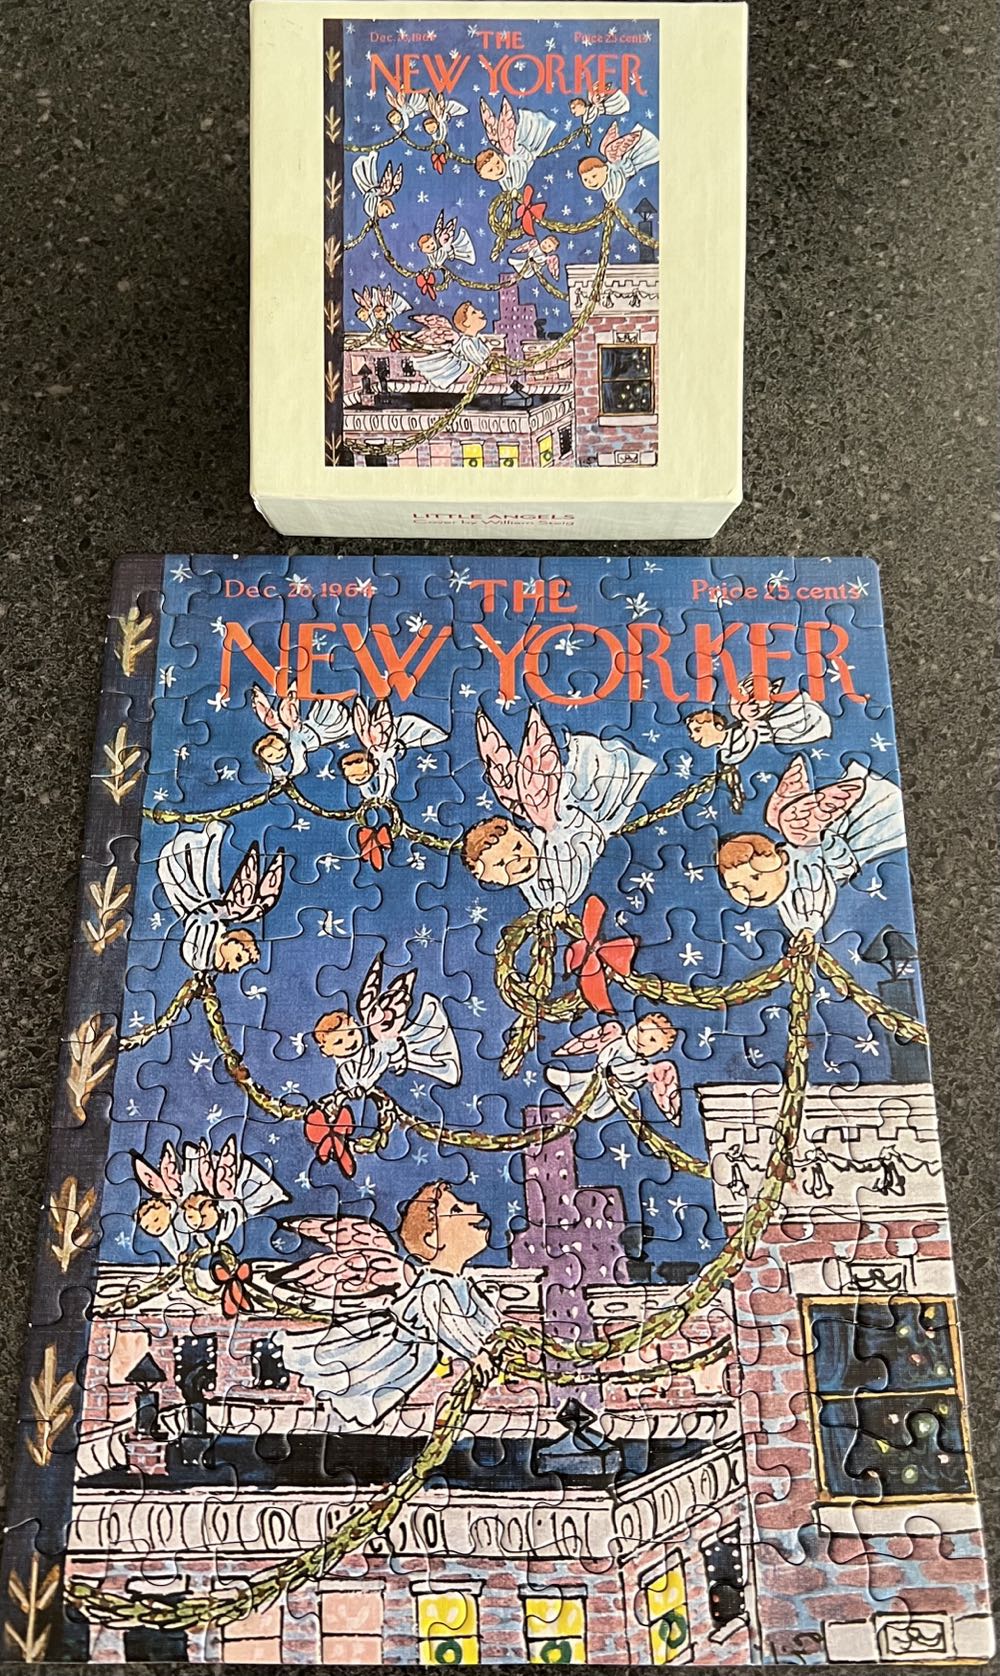 Dec. 26, 1964 THE Price 25 cents
NEW YORKER
LITTLE ANGELS
Cover by William Steig
Dec. 26, 1964 THE Price 25 cents
NEW YORKER